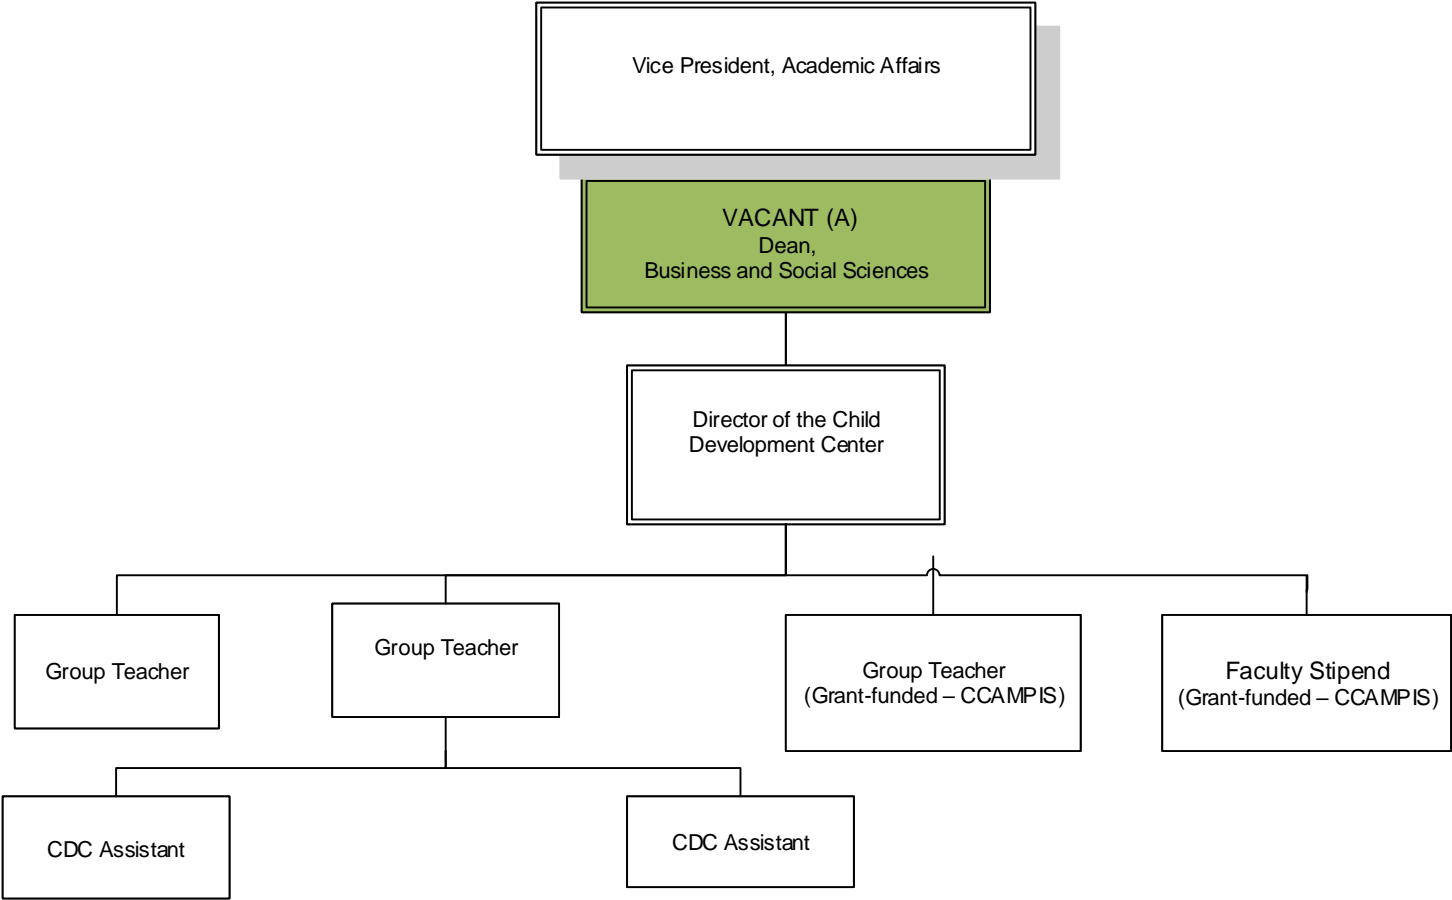 Vice President, Academic Affairs
VACANT (A)
Dean,
Business and Social Sciences
Director of the Child
Development Center
Group Teacher
Group Teacher
Group Teacher
(Grant-funded – CCAMPIS)
Faculty Stipend
(Grant-funded – CCAMPIS)
CDC Assistant
CDC Assistant